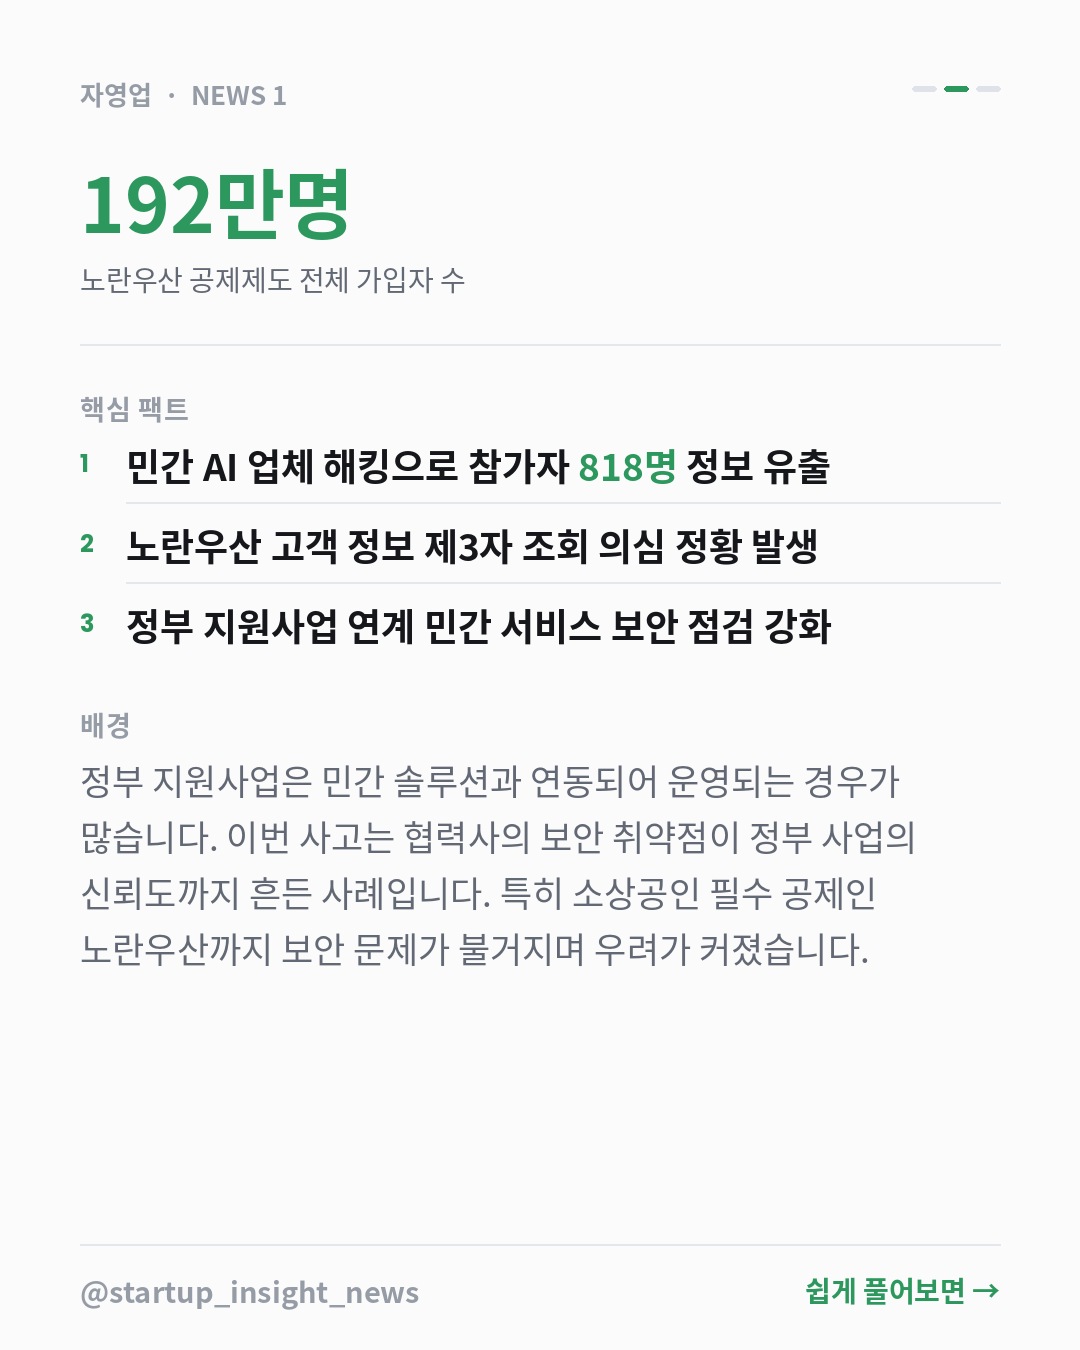 자영업 · NEWS 1
192만명
노란우산 공제제도 전체 가입자 수
핵심 팩트
1 민간 AI 업체 해킹으로 참가자 818명 정보 유출
2 노란우산 고객 정보 제3자 조회 의심 정황 발생
3 정부 지원사업 연계 민간 서비스 보안 점검 강화
배경
정부 지원사업은 민간 솔루션과 연동되어 운영되는 경우가
많습니다. 이번 사고는 협력사의 보안 취약점이 정부 사업의
신뢰도까지 흔든 사례입니다. 특히 소상공인 필수 공제인
노란우산까지 보안 문제가 불거지며 우려가 커졌습니다.
@startup_insight_news
쉽게 풀어보면 →